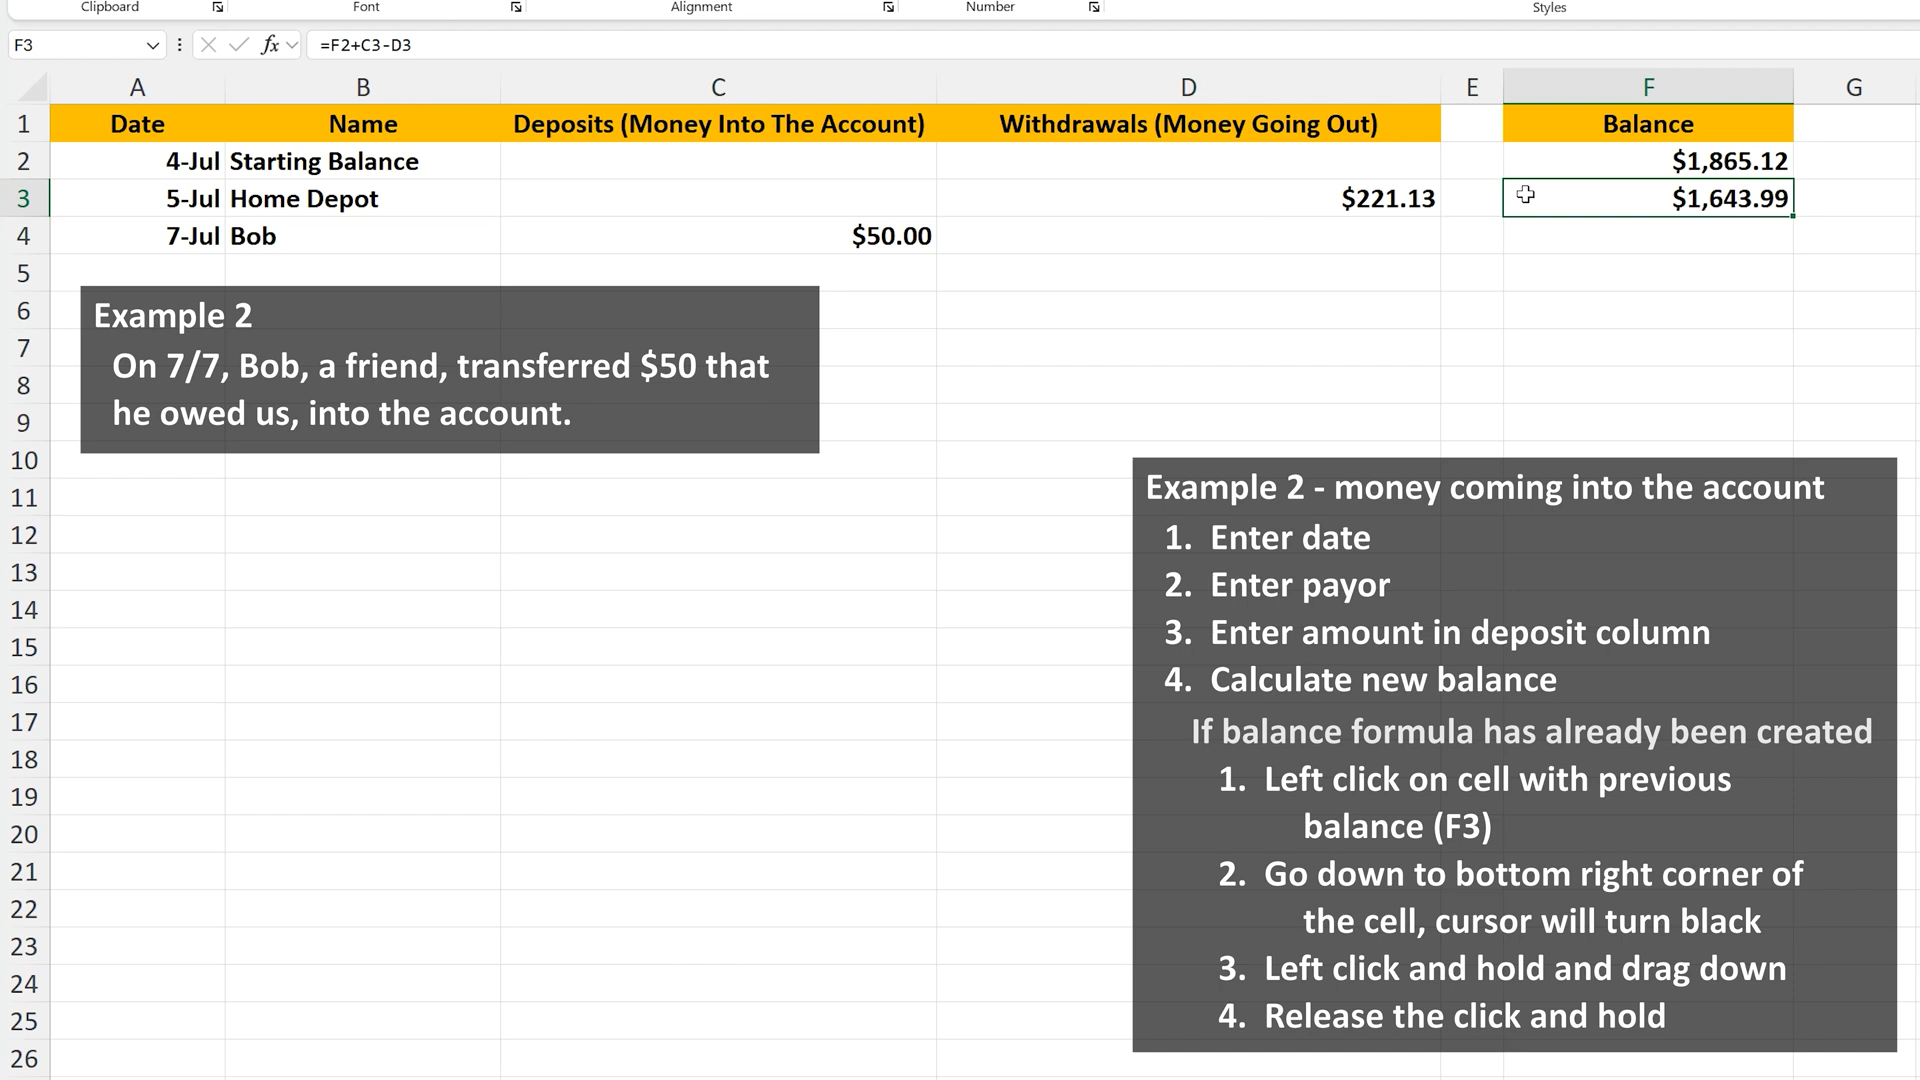 Clipboard Font Alignment Number Styles
F3 fx =F2+C3-D3
A B C D E F G
1 Date Name Deposits (Money Into The Account) Withdrawals (Money Going Out) Balance
2 4-Jul Starting Balance $1,865.12
3 5-Jul Home Depot $221.13 $1,643.99
4 7-Jul Bob $50.00
5
6
7
8
9
10
11
12
13
14
15
16
17
18
19
20
21
22
23
24
25
26
Example 2
On 7/7, Bob, a friend, transferred $50 that
he owed us, into the account.
Example 2 - money coming into the account
1. Enter date
2. Enter payor
3. Enter amount in deposit column
4. Calculate new balance
If balance formula has already been created
1. Left click on cell with previous
balance (F3)
2. Go down to bottom right corner of
the cell, cursor will turn black
3. Left click and hold and drag down
4. Release the click and hold